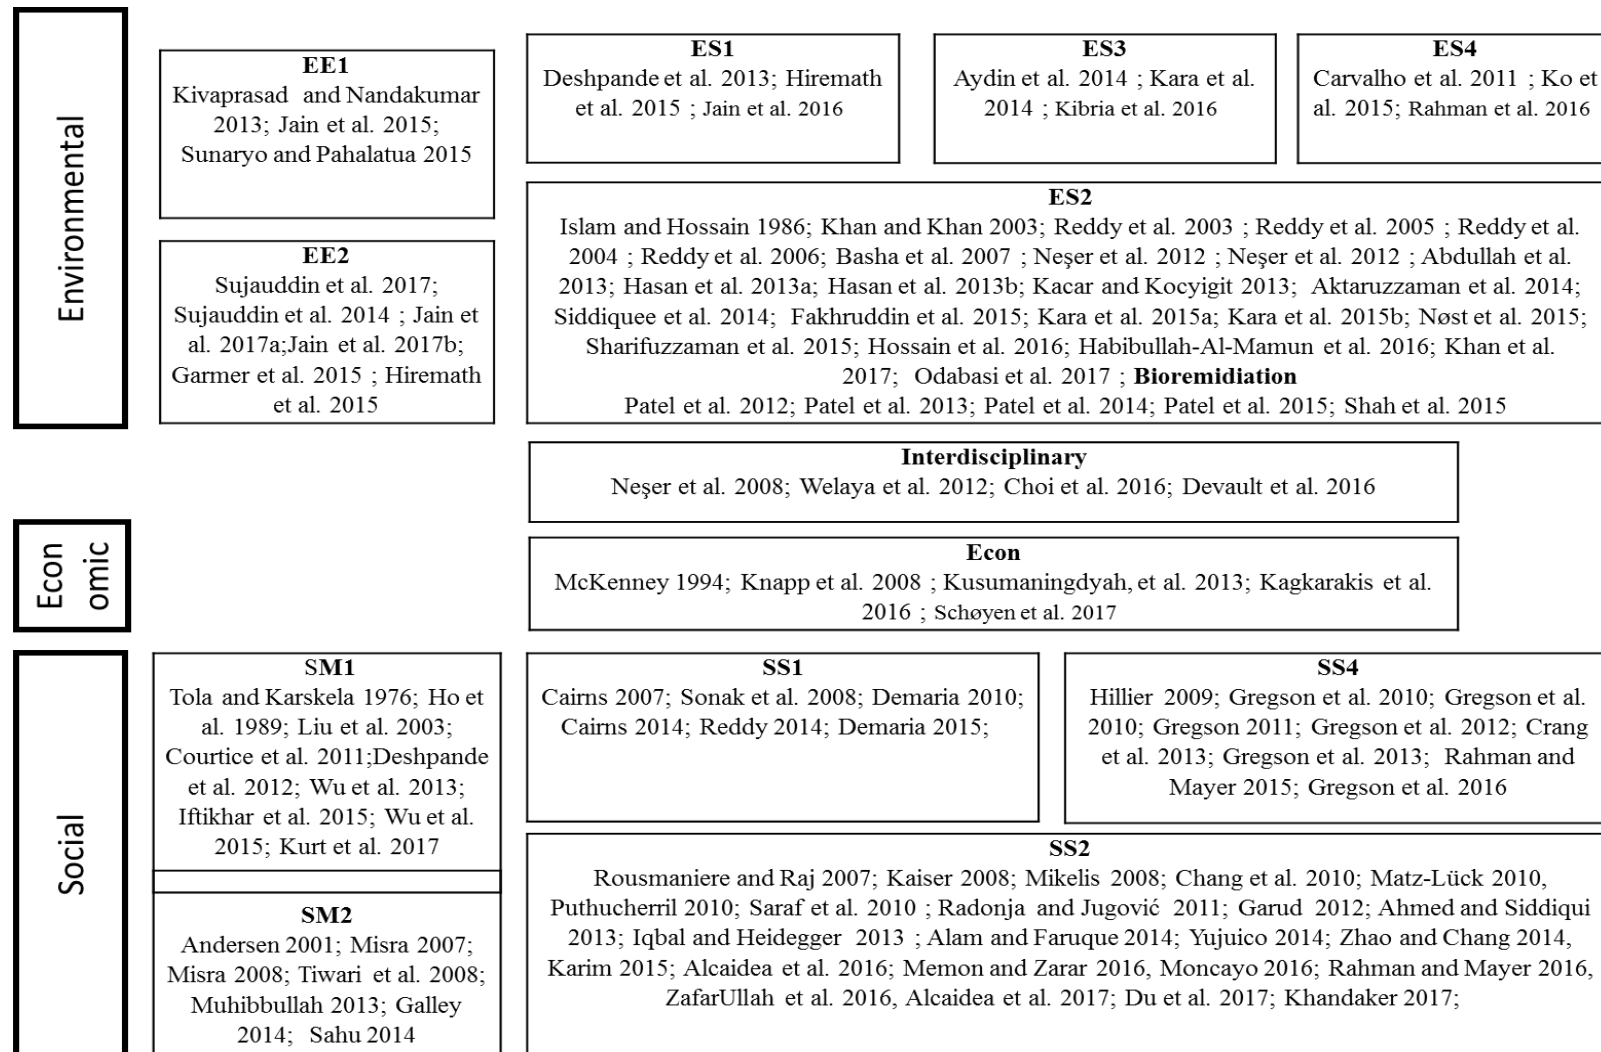 Environmental
EE1
Kivaprasad and Nandakumar
2013; Jain et al. 2015;
Sunaryo and Pahalatua 2015
EE2
Sujauddin et al. 2017;
Sujauddin et al. 2014 ; Jain et
al. 2017a;Jain et al. 2017b;
Garmer et al. 2015 ; Hiremath
et al. 2015
ES1
Deshpande et al. 2013; Hiremath
et al. 2015 ; Jain et al. 2016
ES3
Aydin et al. 2014 ; Kara et al.
2014 ; Kibria et al. 2016
ES4
Carvalho et al. 2011 ; Ko et
al. 2015; Rahman et al. 2016
ES2
Islam and Hossain 1986; Khan and Khan 2003; Reddy et al. 2003 ; Reddy et al. 2005 ; Reddy et al.
2004 ; Reddy et al. 2006; Basha et al. 2007 ; Neşer et al. 2012 ; Neşer et al. 2012 ; Abdullah et al.
2013; Hasan et al. 2013a; Hasan et al. 2013b; Kacar and Kocyigit 2013; Aktaruzzaman et al. 2014;
Siddiquee et al. 2014; Fakhruddin et al. 2015; Kara et al. 2015a; Kara et al. 2015b; Nøst et al. 2015;
Sharifuzzaman et al. 2015; Hossain et al. 2016; Habibullah-Al-Mamun et al. 2016; Khan et al.
2017; Odabasi et al. 2017 ; Bioremidiation
Patel et al. 2012; Patel et al. 2013; Patel et al. 2014; Patel et al. 2015; Shah et al. 2015
Interdisciplinary
Neşer et al. 2008; Welaya et al. 2012; Choi et al. 2016; Devault et al. 2016
Econ
omic
Econ
McKenney 1994; Knapp et al. 2008 ; Kusumaningdyah, et al. 2013; Kagkarakis et al.
2016 ; Schøyen et al. 2017
Social
SM1
Tola and Karskela 1976; Ho et
al. 1989; Liu et al. 2003;
Courtice et al. 2011;Deshpande
et al. 2012; Wu et al. 2013;
Iftikhar et al. 2015; Wu et al.
2015; Kurt et al. 2017
SM2
Andersen 2001; Misra 2007;
Misra 2008; Tiwari et al. 2008;
Muhibbullah 2013; Galley
2014; Sahu 2014
SS1
Cairns 2007; Sonak et al. 2008; Demaria 2010;
Cairns 2014; Reddy 2014; Demaria 2015;
SS4
Hillier 2009; Gregson et al. 2010; Gregson et al.
2010; Gregson 2011; Gregson et al. 2012; Crang
et al. 2013; Gregson et al. 2013; Rahman and
Mayer 2015; Gregson et al. 2016
SS2
Rousmaniere and Raj 2007; Kaiser 2008; Mikelis 2008; Chang et al. 2010; Matz-Lück 2010,
Puthucherril 2010; Saraf et al. 2010 ; Radonja and Jugović 2011; Garud 2012; Ahmed and Siddiqui
2013; Iqbal and Heidegger 2013 ; Alam and Faruque 2014; Yujuico 2014; Zhao and Chang 2014,
Karim 2015; Alcaidea et al. 2016; Memon and Zarar 2016, Moncayo 2016; Rahman and Mayer 2016,
ZafarUllah et al. 2016, Alcaidea et al. 2017; Du et al. 2017; Khandaker 2017;